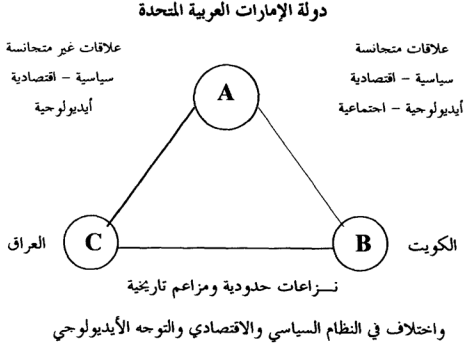 دولة الإمارات العربية المتحدة
علاقات متجانسة
سياسية – اقتصادية
أيديولوجية – اجتماعية
علاقات غير متجانسة
سياسية – اقتصادية
أيديولوجية
A
الكويت
B
C
العراق
نـزاعات حدودية ومزاعم تاريخية
واختلاف في النظام السياسي والاقتصادي والتوجه الأيديولوجي